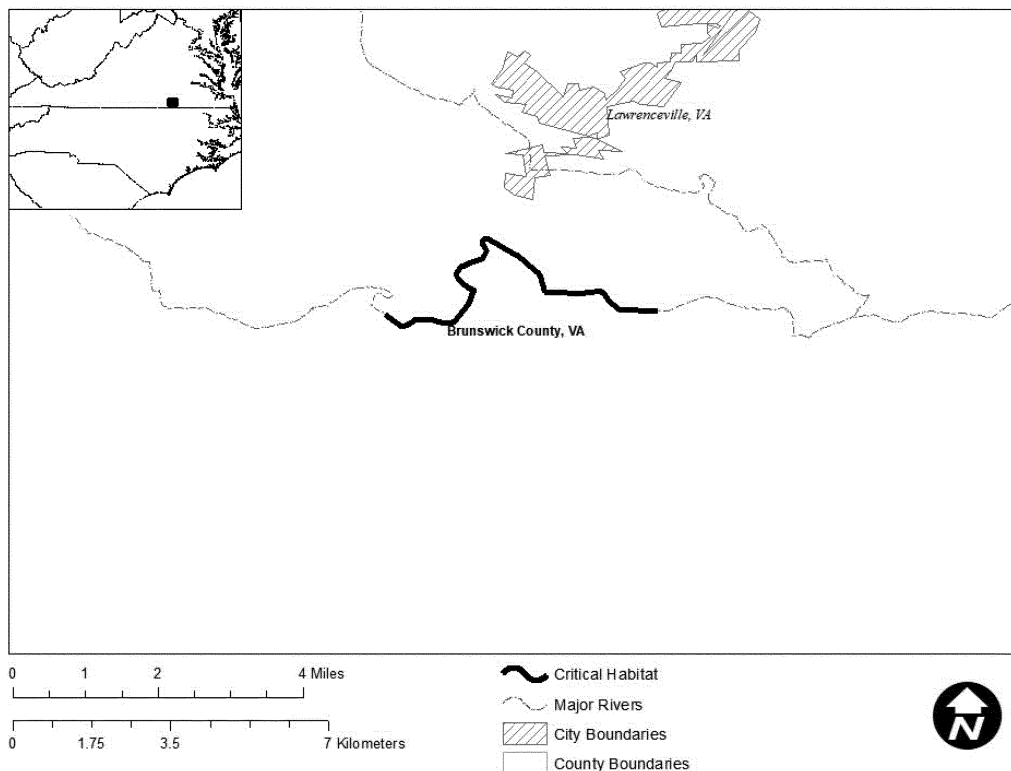 Lawrenceville, VA
Brunswick County, VA
0 1 2 4 Miles
0 1.75 3.5 7 Kilometers
Critical Habitat
Major Rivers
City Boundaries
County Boundaries
N